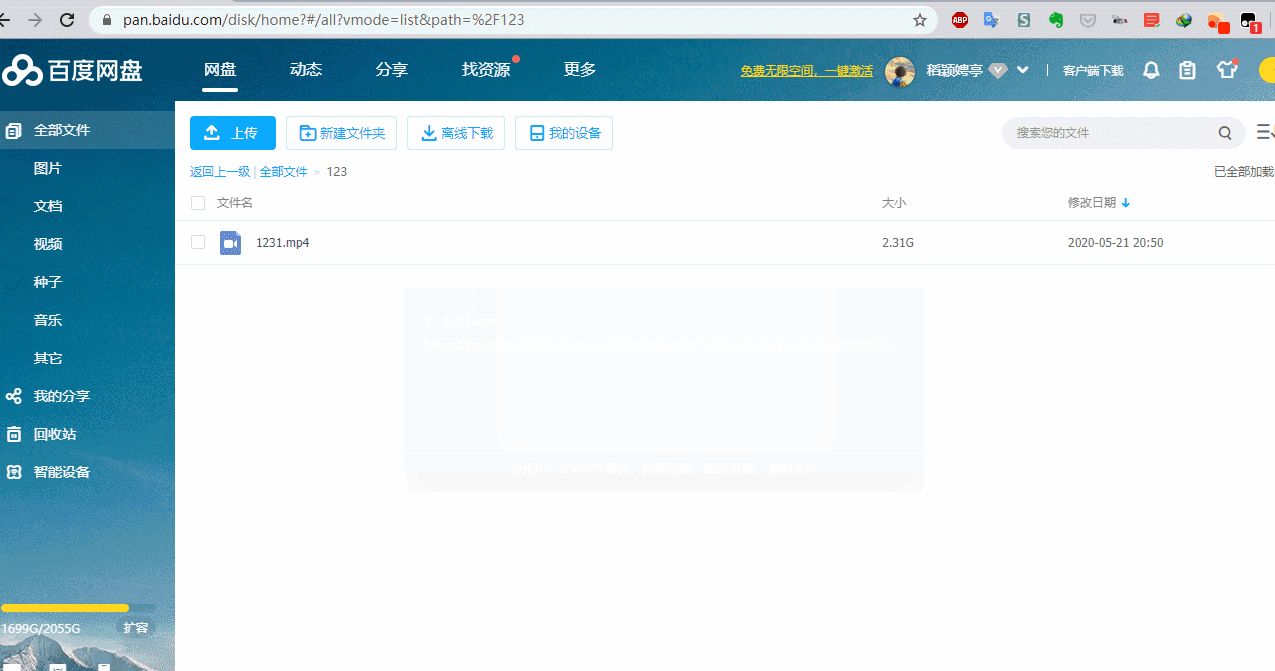 pan.baidu.com/disk/home?#/all?vmode=list&path=%2F123
ABP
S
1
百度网盘
网盘
动态
分享
找资源
更多
免费无限空间，一键激活
稻颖娉亭
客户端下载
全部文件
图片
文档
视频
种子
音乐
其它
我的分享
回收站
智能设备
1699G/2055G
扩容
上传
新建文件夹
离线下载
我的设备
搜索您的文件
返回上一级 | 全部文件 > 123
已全部加载
文件名
大小
修改日期
1231.mp4
2.31G
2020-05-21 20:50